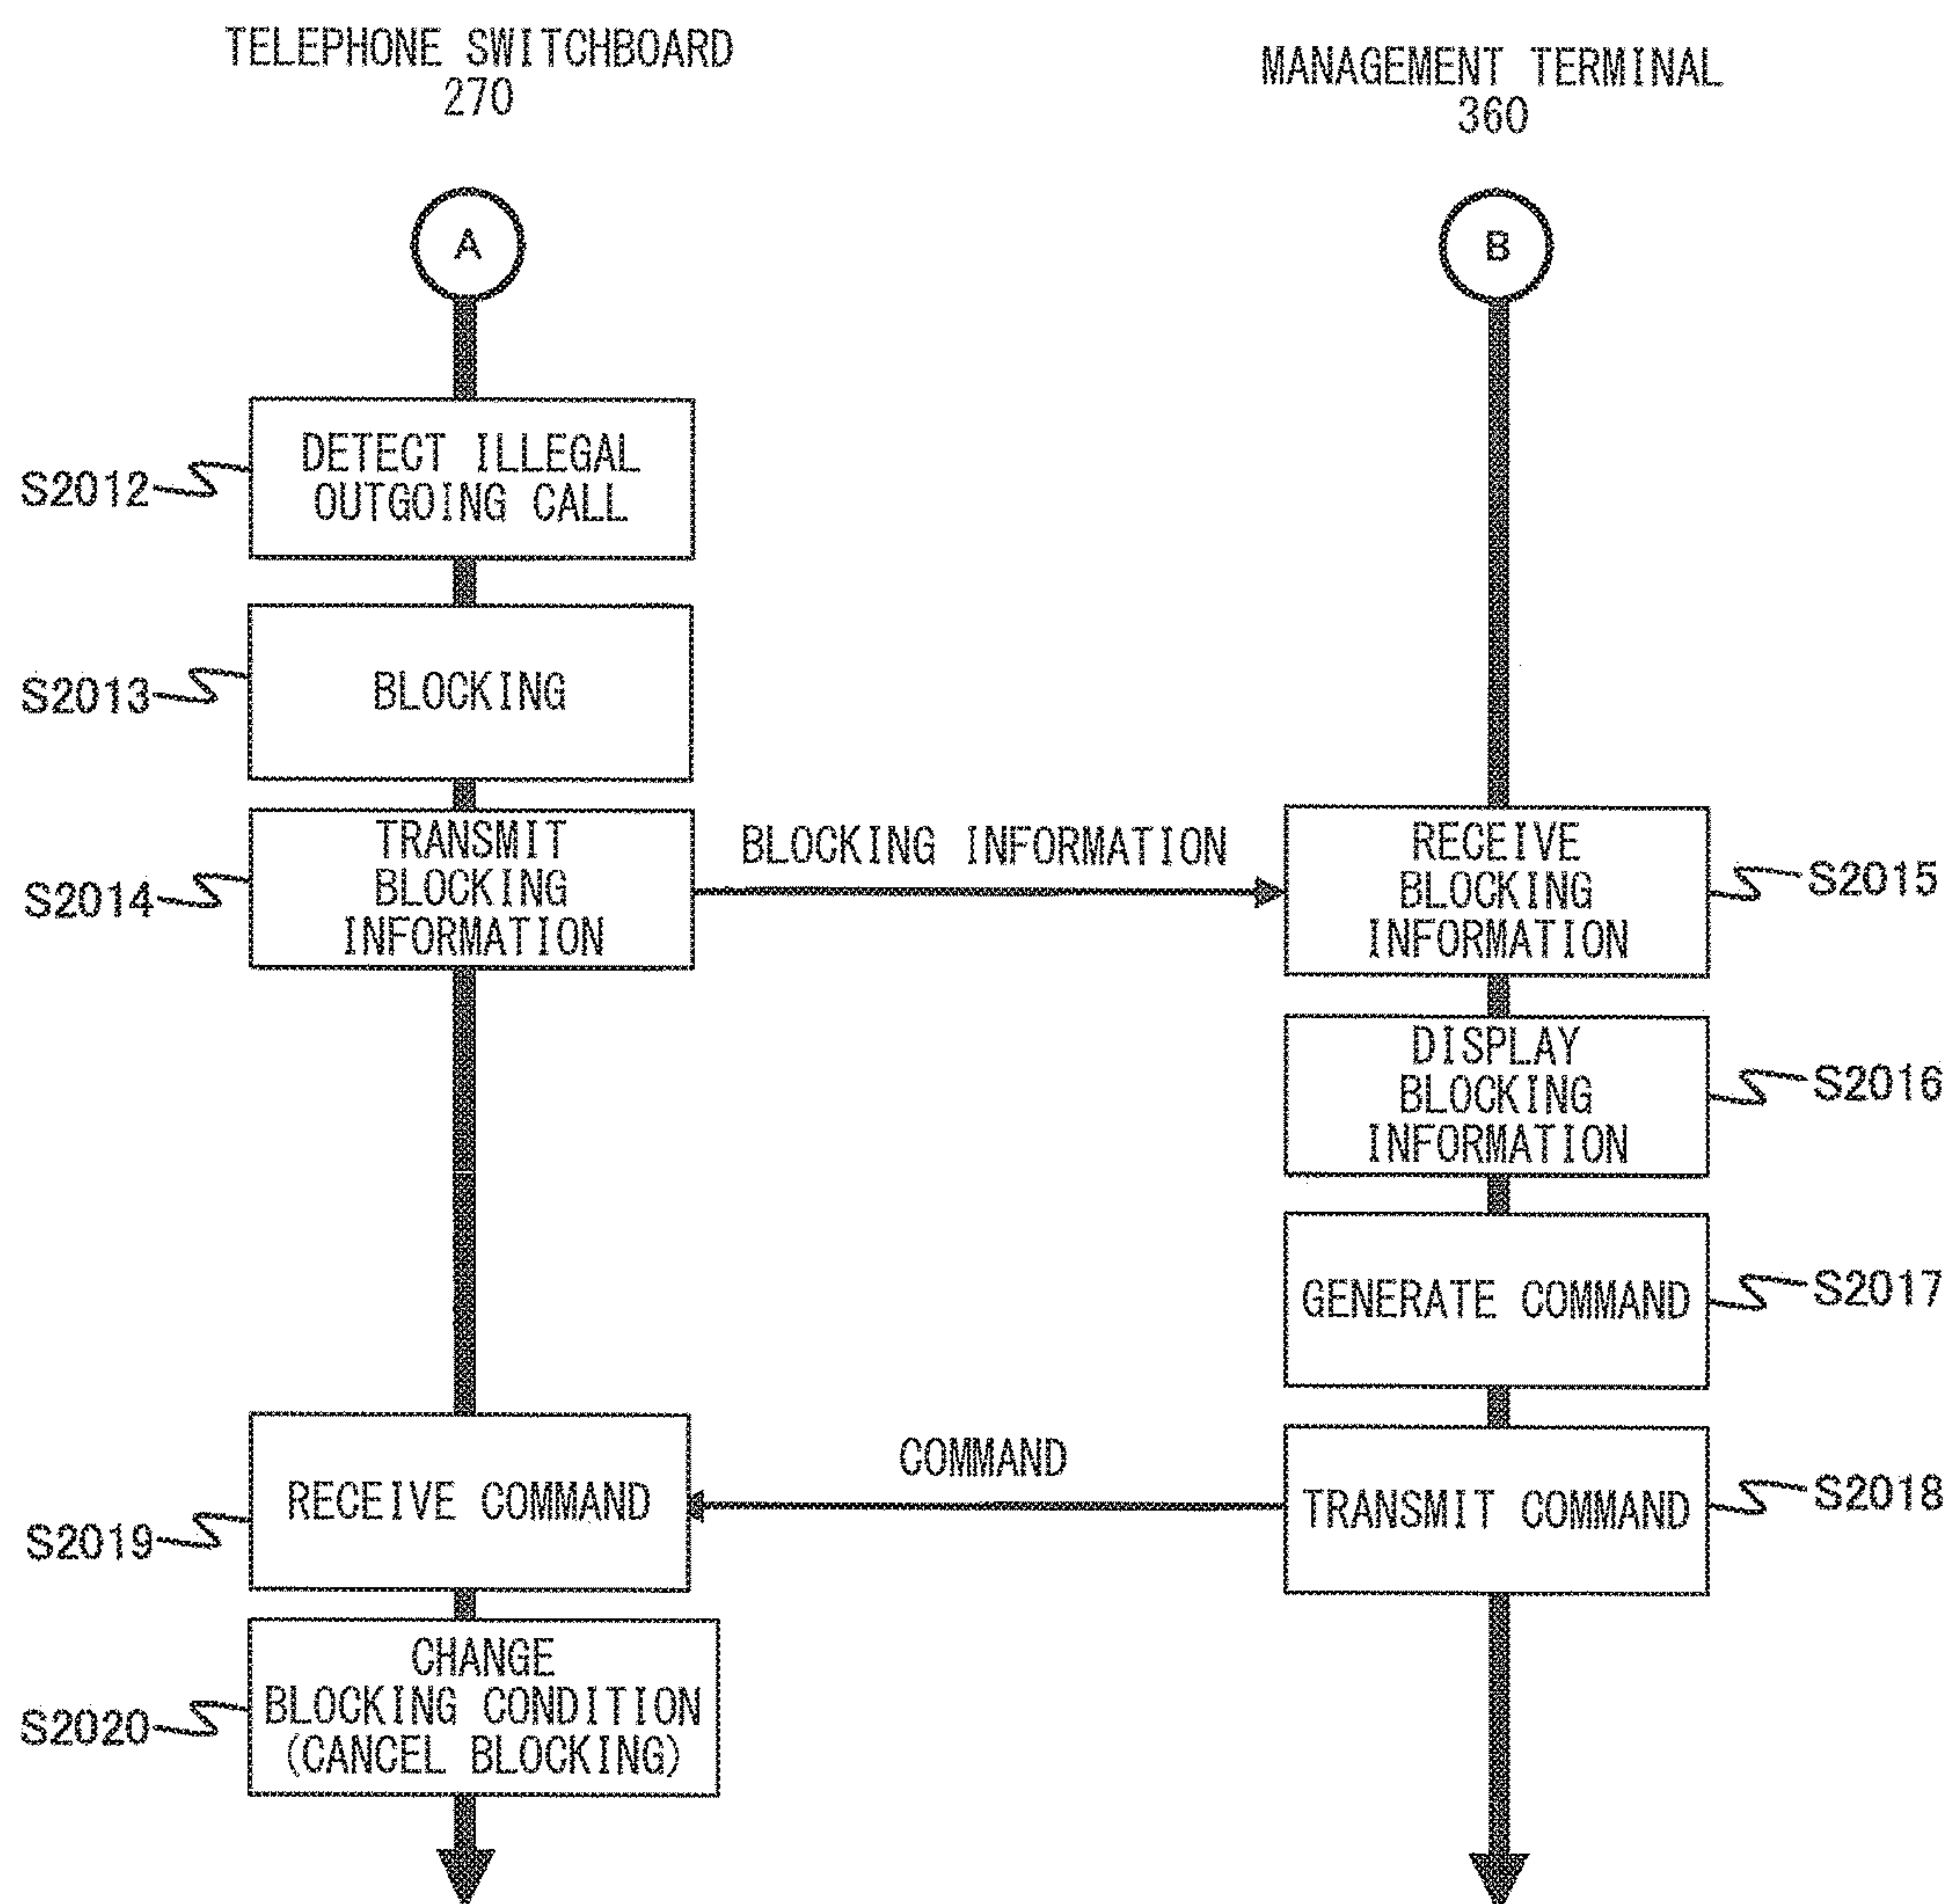 TELEPHONE SWITCHBOARD
270
MANAGEMENT TERMINAL
360
A
B
S2012
DETECT ILLEGAL
OUTGOING CALL
S2013
BLOCKING
S2014
TRANSMIT
BLOCKING
INFORMATION
BLOCKING INFORMATION
RECEIVE
BLOCKING
INFORMATION
S2015
DISPLAY
BLOCKING
INFORMATION
S2016
GENERATE COMMAND
S2017
S2019
RECEIVE COMMAND
COMMAND
TRANSMIT COMMAND
S2018
S2020
CHANGE
BLOCKING CONDITION
(CANCEL BLOCKING)